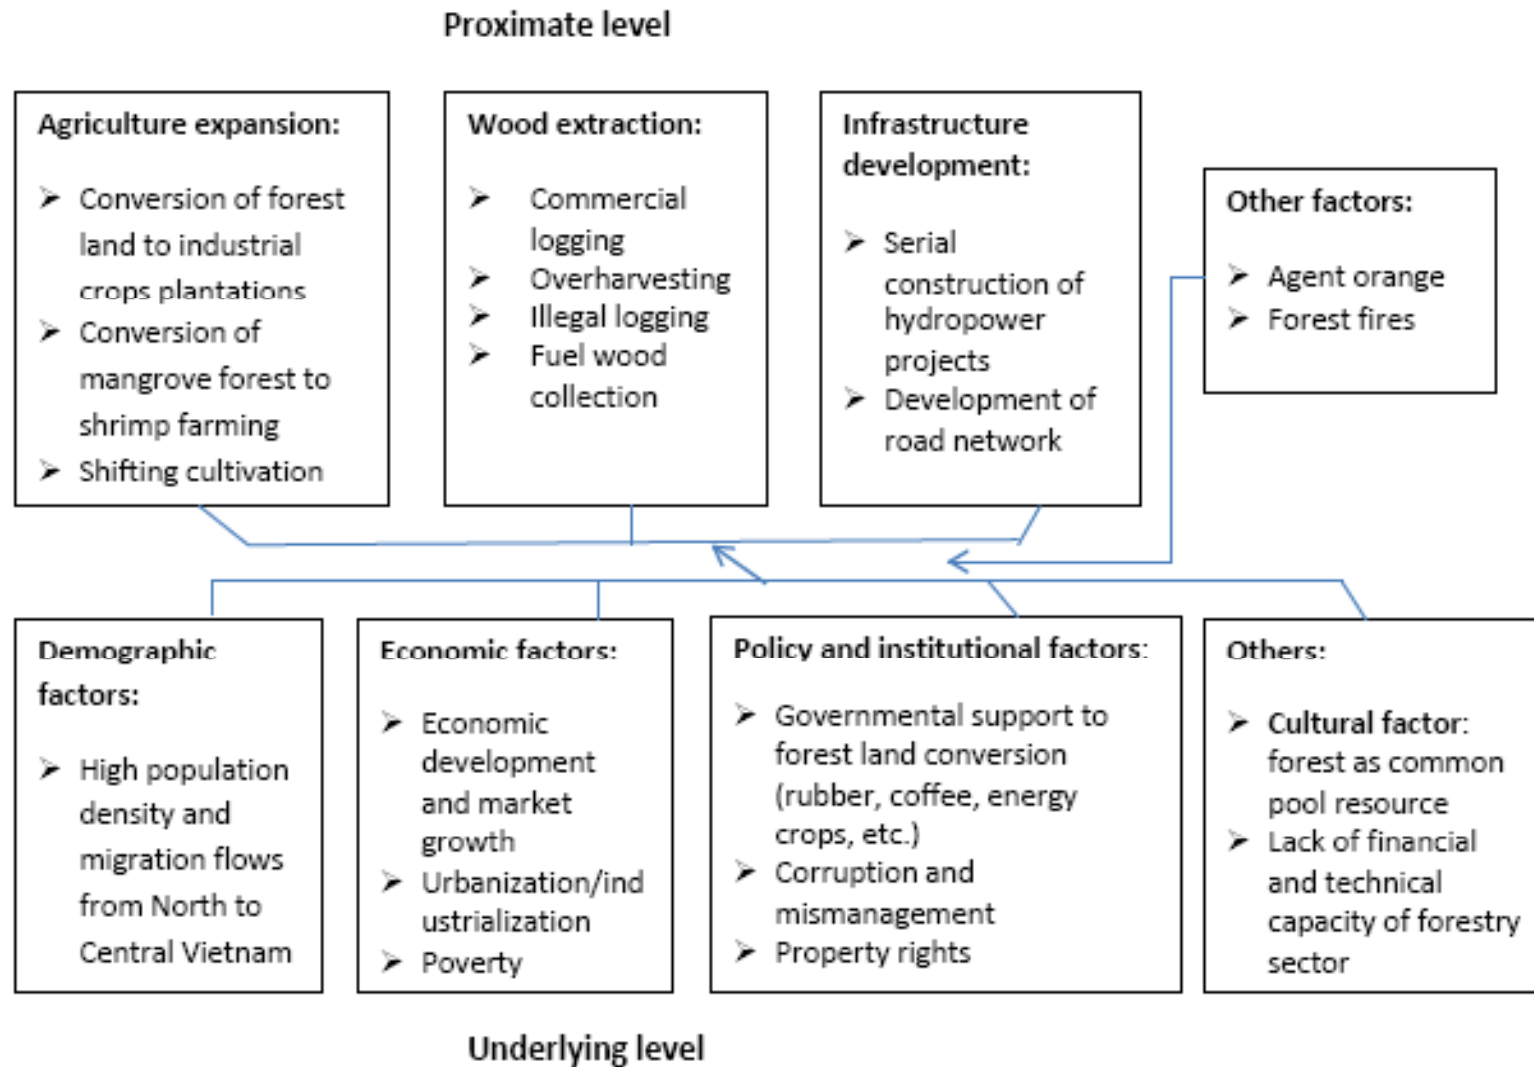 Proximate level
Agriculture expansion:
➢ Conversion of forest
land to industrial
crops plantations
➢ Conversion of
mangrove forest to
shrimp farming
➢ Shifting cultivation
Wood extraction:
➢ Commercial
logging
➢ Overharvesting
➢ Illegal logging
➢ Fuel wood
collection
Infrastructure
development:
➢ Serial
construction of
hydropower
projects
➢ Development of
road network
Other factors:
➢ Agent orange
➢ Forest fires
Demographic
factors:
➢ High population
density and
migration flows
from North to
Central Vietnam
Economic factors:
➢ Economic
development
and market
growth
➢ Urbanization/ind
ustrialization
➢ Poverty
Policy and institutional factors:
➢ Governmental support to
forest land conversion
(rubber, coffee, energy
crops, etc.)
➢ Corruption and
mismanagement
➢ Property rights
Others:
➢ Cultural factor:
forest as common
pool resource
➢ Lack of financial
and technical
capacity of forestry
sector
Underlying level